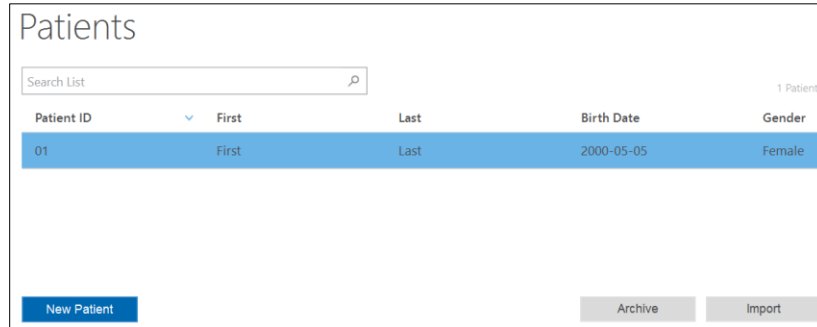 Patients
Search List
1 Patient
Patient ID First Last Birth Date Gender
01 First Last 2000-05-05 Female
New Patient Archive Import